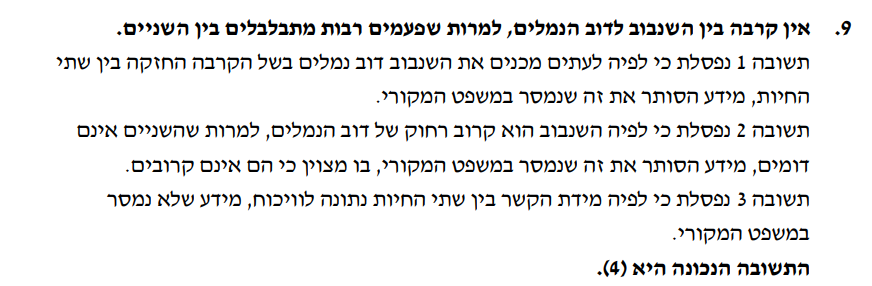 9. אין קרבה בין השנבוב לדוב הנמלים, למרות שפעמים רבות מתבלבלים בין השניים.
תשובה 1 נפסלת כי לפיה לעתים מכנים את השנבוב דוב נמלים בשל הקרבה החזקה בין שתי
החיות, מידע הסותר את זה שנמסר במשפט המקורי.
תשובה 2 נפסלת כי לפיה השנבוב הוא קרוב רחוק של דוב הנמלים, למרות שהשניים אינם
דומים, מידע הסותר את זה שנמסר במשפט המקורי, בו מצוין כי הם אינם קרובים.
תשובה 3 נפסלת כי לפיה מידת הקשר בין שתי החיות נתונה לוויכוח, מידע שלא נמסר
במשפט המקורי.
התשובה הנכונה היא (4).